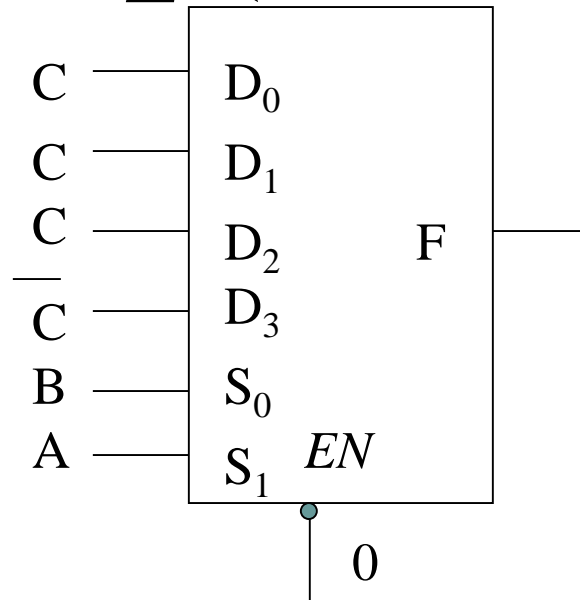 C D₀
C D₁
C D₂ F
C̅ D₃
B S₀
A S₁ EN
0